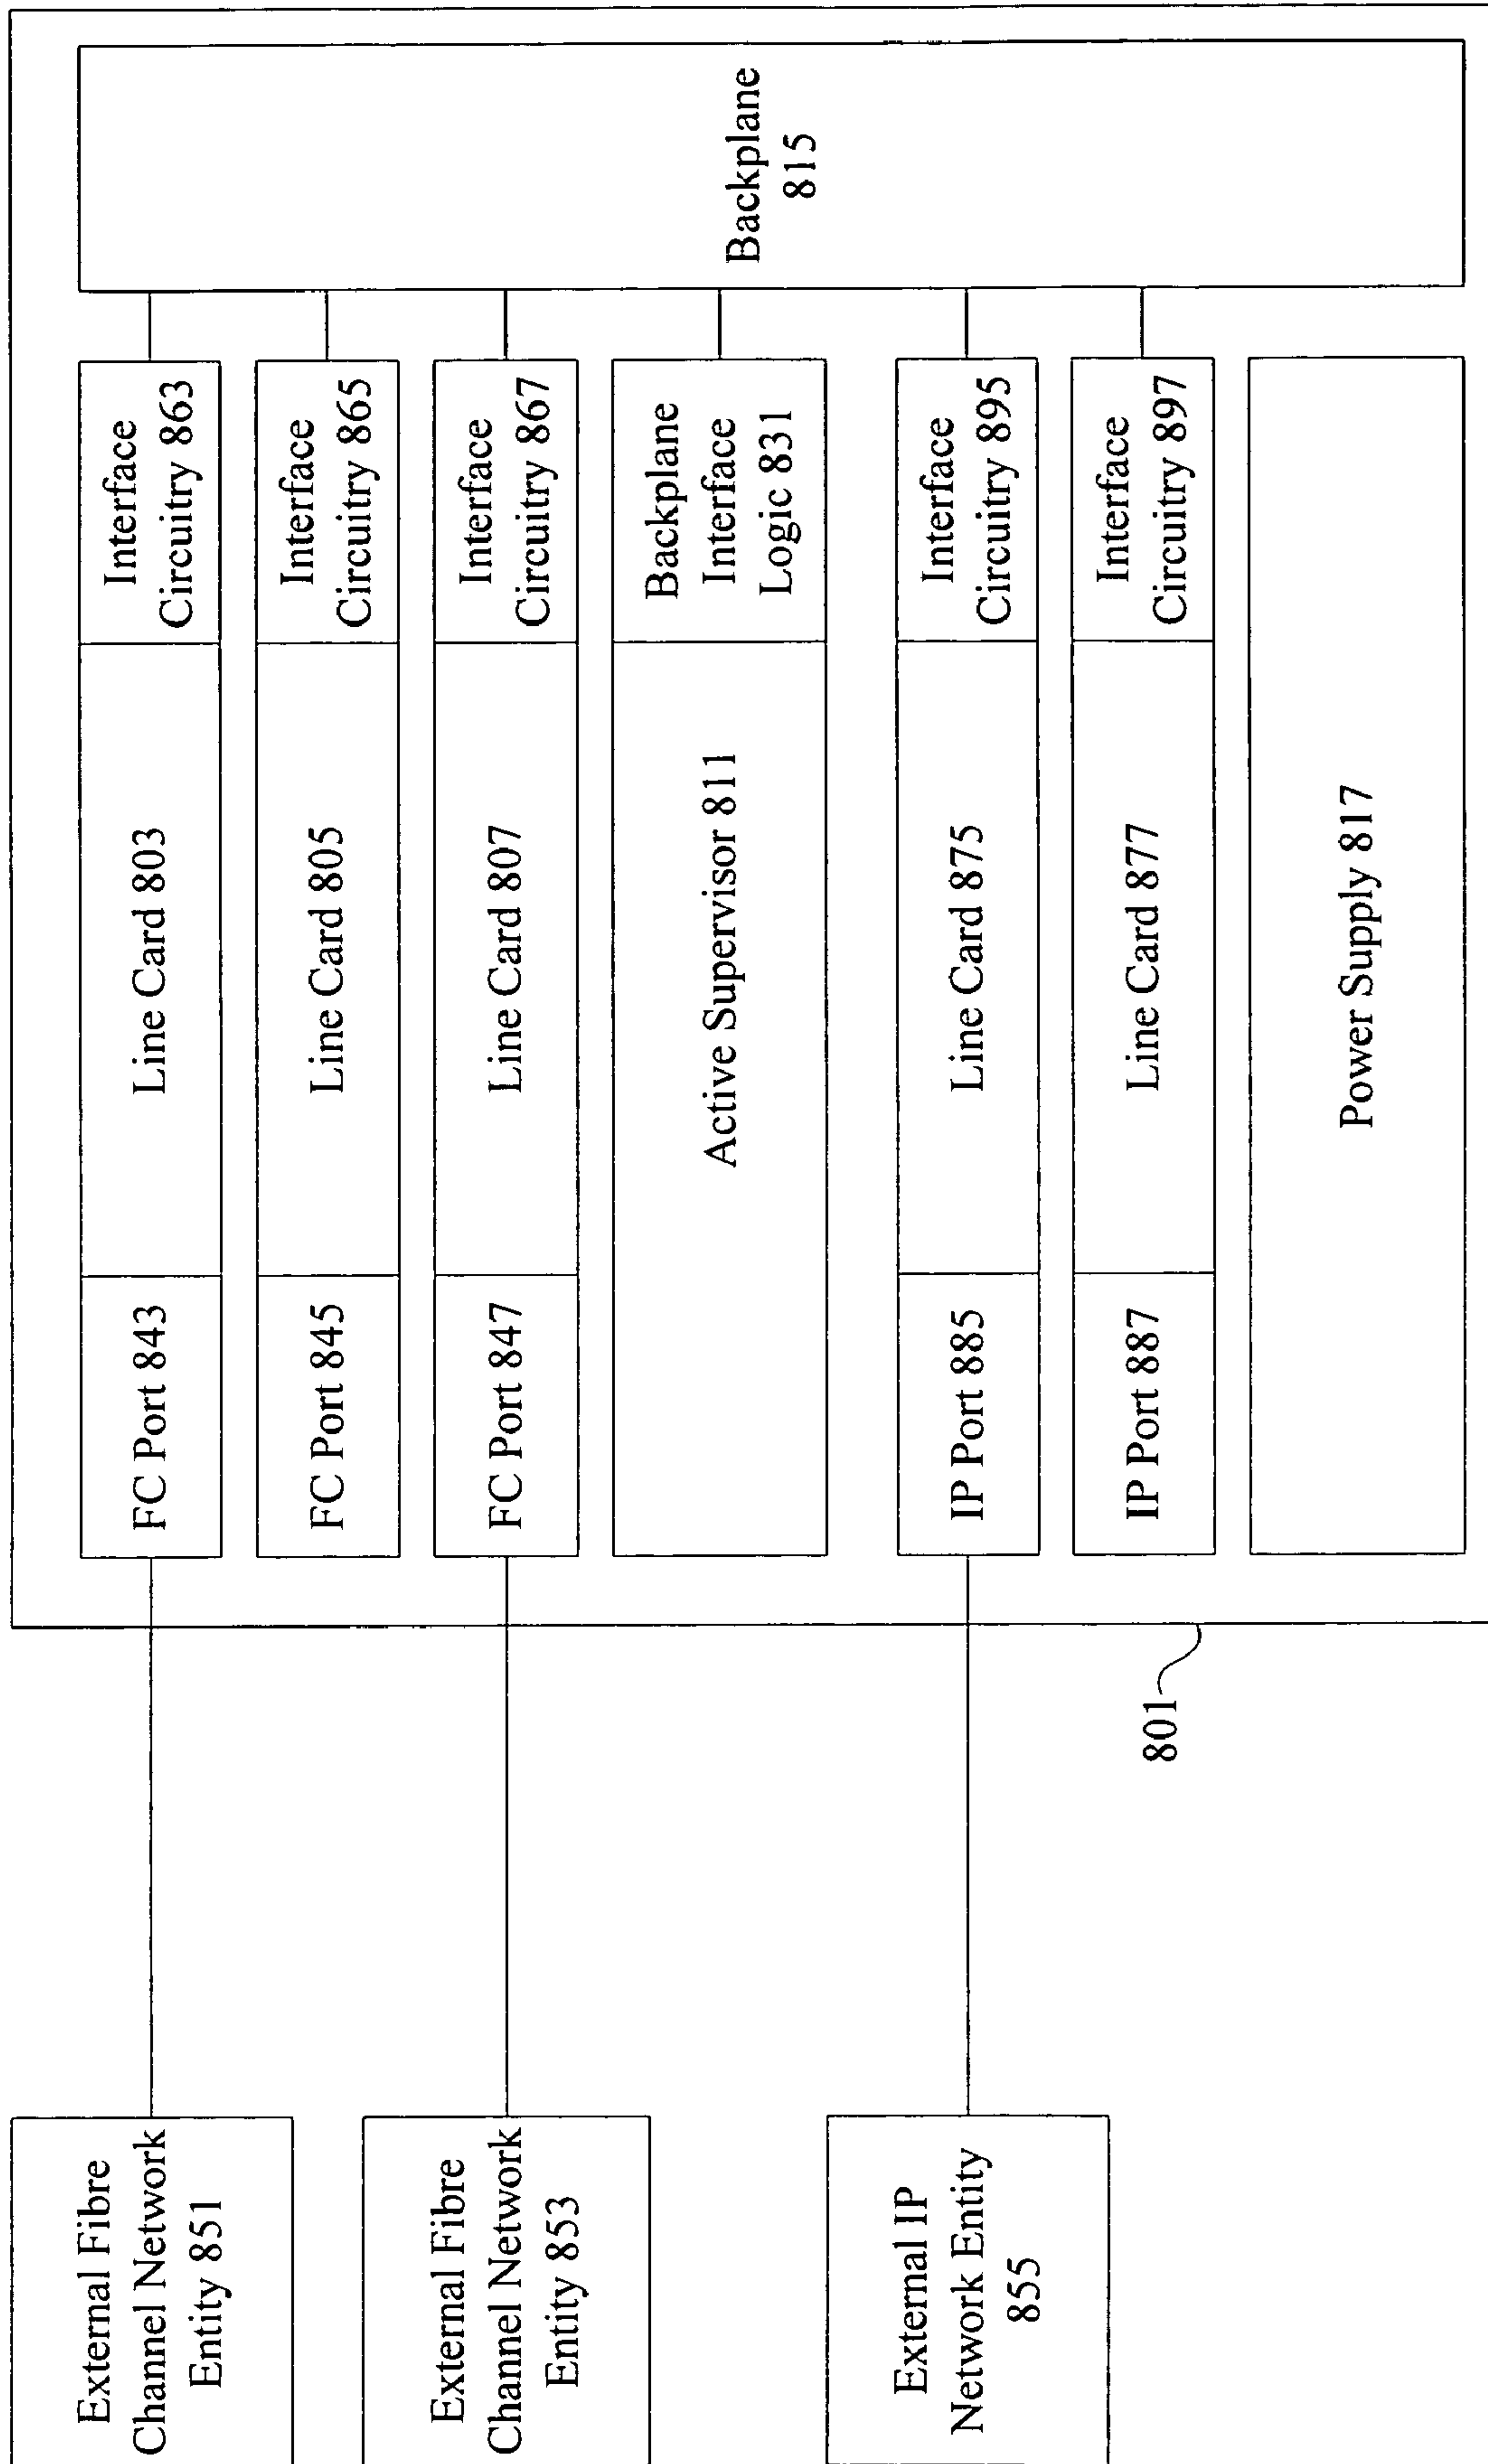 External Fibre
Channel Network
Entity 851
External Fibre
Channel Network
Entity 853
External IP
Network Entity
855
801
FC Port 843
Line Card 803
Interface
Circuitry 863
FC Port 845
Line Card 805
Interface
Circuitry 865
FC Port 847
Line Card 807
Interface
Circuitry 867
Active Supervisor 811
Backplane
Interface
Logic 831
IP Port 885
Line Card 875
Interface
Circuitry 895
IP Port 887
Line Card 877
Interface
Circuitry 897
Power Supply 817
Backplane
815